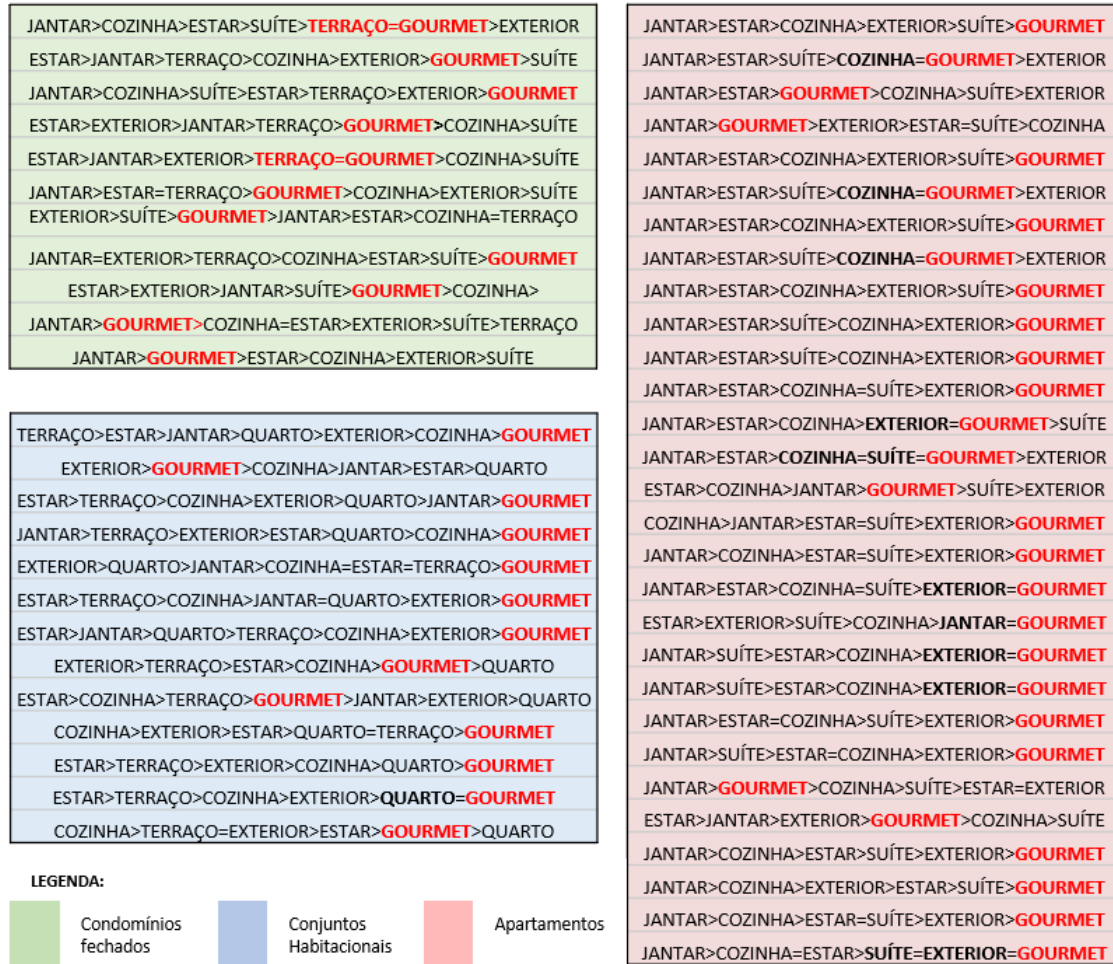 JANTAR>COZINHA>ESTAR>SUÍTE>TERRAÇO=GOURMET>EXTERIOR
ESTAR>JANTAR>TERRAÇO>COZINHA>EXTERIOR>GOURMET>SUÍTE
JANTAR>COZINHA>SUÍTE>ESTAR>TERRAÇO>EXTERIOR>GOURMET
ESTAR>EXTERIOR>JANTAR>TERRAÇO>GOURMET>COZINHA>SUÍTE
ESTAR>JANTAR>EXTERIOR>TERRAÇO=GOURMET>COZINHA>SUÍTE
JANTAR>ESTAR=TERRAÇO>GOURMET>COZINHA>EXTERIOR>SUÍTE
EXTERIOR>SUÍTE>GOURMET>JANTAR>ESTAR>COZINHA=TERRAÇO
JANTAR=EXTERIOR>TERRAÇO>COZINHA>ESTAR>SUÍTE>GOURMET
ESTAR>EXTERIOR>JANTAR>SUÍTE>GOURMET>COZINHA>
JANTAR>GOURMET>COZINHA=ESTAR>EXTERIOR>SUÍTE>TERRAÇO
JANTAR>GOURMET>ESTAR>COZINHA>EXTERIOR>SUÍTE
TERRAÇO>ESTAR>JANTAR>QUARTO>EXTERIOR>COZINHA>GOURMET
EXTERIOR>GOURMET>COZINHA>JANTAR>ESTAR>QUARTO
ESTAR>TERRAÇO>COZINHA>EXTERIOR>QUARTO>JANTAR>GOURMET
JANTAR>TERRAÇO>EXTERIOR>ESTAR>QUARTO>COZINHA>GOURMET
EXTERIOR>QUARTO>JANTAR>COZINHA=ESTAR=TERRAÇO>GOURMET
ESTAR>TERRAÇO>COZINHA>JANTAR=QUARTO>EXTERIOR>GOURMET
ESTAR>JANTAR>QUARTO>TERRAÇO>COZINHA>EXTERIOR>GOURMET
EXTERIOR>TERRAÇO>ESTAR>COZINHA>GOURMET>QUARTO
ESTAR>COZINHA>TERRAÇO>GOURMET>JANTAR>EXTERIOR>QUARTO
COZINHA>EXTERIOR>ESTAR>QUARTO=TERRAÇO>GOURMET
ESTAR>TERRAÇO>EXTERIOR>COZINHA>QUARTO>GOURMET
ESTAR>TERRAÇO>COZINHA>EXTERIOR>QUARTO=GOURMET
COZINHA>TERRAÇO=EXTERIOR>ESTAR>GOURMET>QUARTO
JANTAR>ESTAR>COZINHA>EXTERIOR>SUÍTE>GOURMET
JANTAR>ESTAR>SUÍTE>COZINHA=GOURMET>EXTERIOR
JANTAR>ESTAR>GOURMET>COZINHA>SUÍTE>EXTERIOR
JANTAR>GOURMET>EXTERIOR>ESTAR=SUÍTE>COZINHA
JANTAR>ESTAR>COZINHA>EXTERIOR>SUÍTE>GOURMET
JANTAR>ESTAR>SUÍTE>COZINHA=GOURMET>EXTERIOR
JANTAR>ESTAR>COZINHA>EXTERIOR>SUÍTE>GOURMET
JANTAR>ESTAR>SUÍTE>COZINHA=GOURMET>EXTERIOR
JANTAR>ESTAR>COZINHA>EXTERIOR>SUÍTE>GOURMET
JANTAR>ESTAR>SUÍTE>COZINHA>EXTERIOR>GOURMET
JANTAR>ESTAR>SUÍTE>COZINHA>EXTERIOR>GOURMET
JANTAR>ESTAR>COZINHA=SUÍTE>EXTERIOR>GOURMET
JANTAR>ESTAR>COZINHA>EXTERIOR=GOURMET>SUÍTE
JANTAR>ESTAR>COZINHA=SUÍTE=GOURMET>EXTERIOR
ESTAR>COZINHA>JANTAR>GOURMET>SUÍTE>EXTERIOR
COZINHA>JANTAR>ESTAR=SUÍTE>EXTERIOR>GOURMET
JANTAR>COZINHA>ESTAR=SUÍTE>EXTERIOR>GOURMET
JANTAR>ESTAR>COZINHA=SUÍTE>EXTERIOR=GOURMET
ESTAR>EXTERIOR>SUÍTE>COZINHA>JANTAR=GOURMET
JANTAR>SUÍTE>ESTAR>COZINHA>EXTERIOR=GOURMET
JANTAR>SUÍTE>ESTAR>COZINHA>EXTERIOR=GOURMET
JANTAR>ESTAR=COZINHA>SUÍTE>EXTERIOR>GOURMET
JANTAR>SUÍTE>ESTAR=COZINHA>EXTERIOR>GOURMET
JANTAR>GOURMET>COZINHA>SUÍTE>ESTAR=EXTERIOR
ESTAR>JANTAR>EXTERIOR>GOURMET>COZINHA>SUÍTE
JANTAR>COZINHA>ESTAR>SUÍTE>EXTERIOR>GOURMET
JANTAR>COZINHA>EXTERIOR>ESTAR>SUÍTE>GOURMET
JANTAR>COZINHA>ESTAR=SUÍTE>EXTERIOR>GOURMET
JANTAR>COZINHA=ESTAR>SUÍTE=EXTERIOR=GOURMET
LEGENDA:
Condomínios
fechados
Conjuntos
Habitacionais
Apartamentos